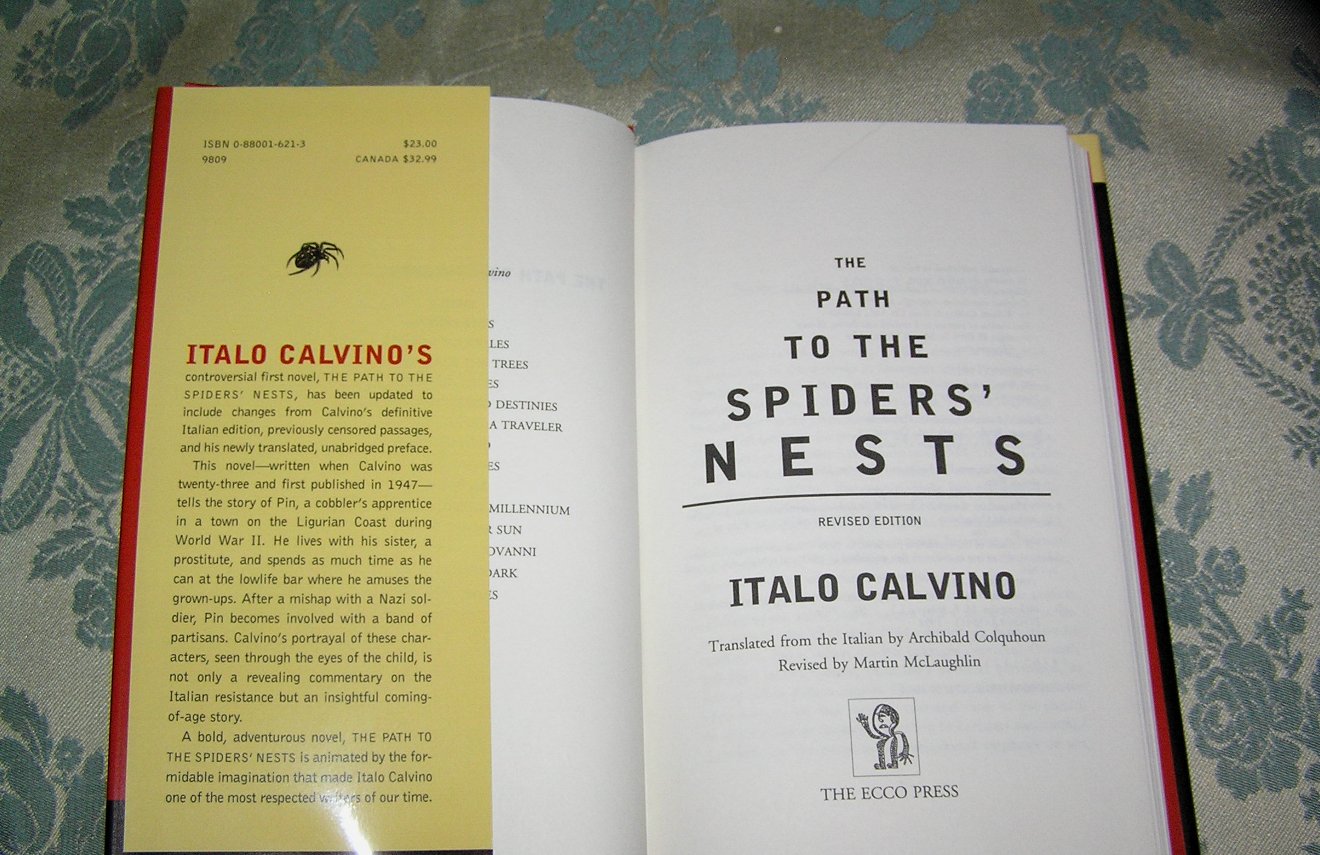 ISBN 0-88001-621-3 $23.00
9809 CANADA $32.99
ITALO CALVINO'S
controversial first novel, THE PATH TO THE
SPIDERS' NESTS, has been updated to
include changes from Calvino's definitive
Italian edition, previously censored passages,
and his newly translated, unabridged preface.
This novel—written when Calvino was
twenty-three and first published in 1947—
tells the story of Pin, a cobbler's apprentice
in a town on the Ligurian Coast during
World War II. He lives with his sister, a
prostitute, and spends as much time as he
can at the lowlife bar where he amuses the
grown-ups. After a mishap with a Nazi sol-
dier, Pin becomes involved with a band of
partisans. Calvino's portrayal of these char-
acters, seen through the eyes of the child, is
not only a revealing commentary on the
Italian resistance but an insightful coming-
of-age story.
A bold, adventurous novel, THE PATH TO
THE SPIDERS' NESTS is animated by the for-
midable imagination that made Italo Calvino
one of the most respected writers of our time.
TREES
DESTINIES
A TRAVELER
MILLENNIUM
SUN
DARK
THE
PATH
TO THE
SPIDERS'
NESTS
REVISED EDITION
ITALO CALVINO
Translated from the Italian by Archibald Colquhoun
Revised by Martin McLaughlin
THE ECCO PRESS